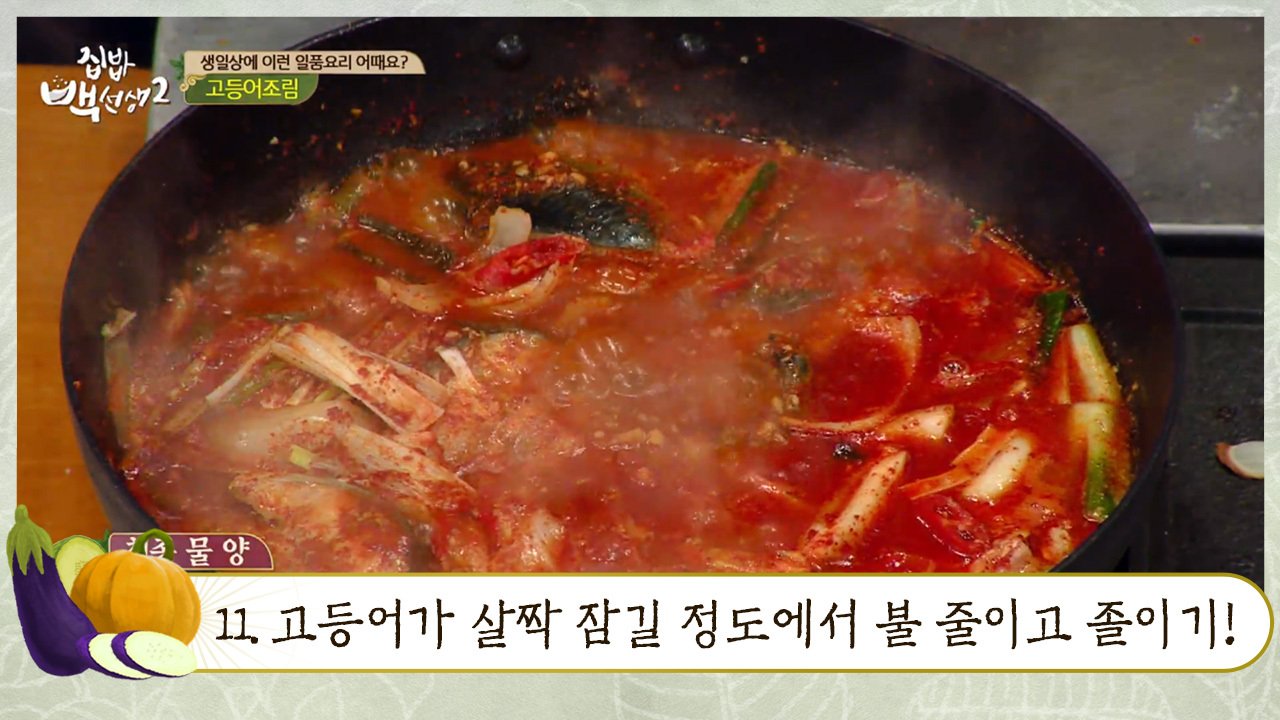 집밥
백선생2
생일상에 이런 일품요리 어때요?
고등어조림
물양
11. 고등어가 살짝 잠길 정도에서 불 줄이고 졸이기!